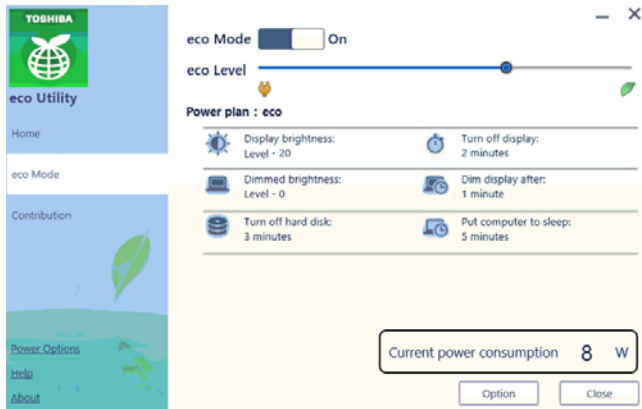 TOSHIBA
eco Utility
Home
eco Mode
Contribution
Power Options
Help
About
eco Mode On
eco Level
Power plan : eco
Display brightness:
Level - 20
Turn off display:
2 minutes
Dimmed brightness:
Level - 0
Dim display after:
1 minute
Turn off hard disk:
3 minutes
Put computer to sleep:
5 minutes
Current power consumption 8 W
Option Close